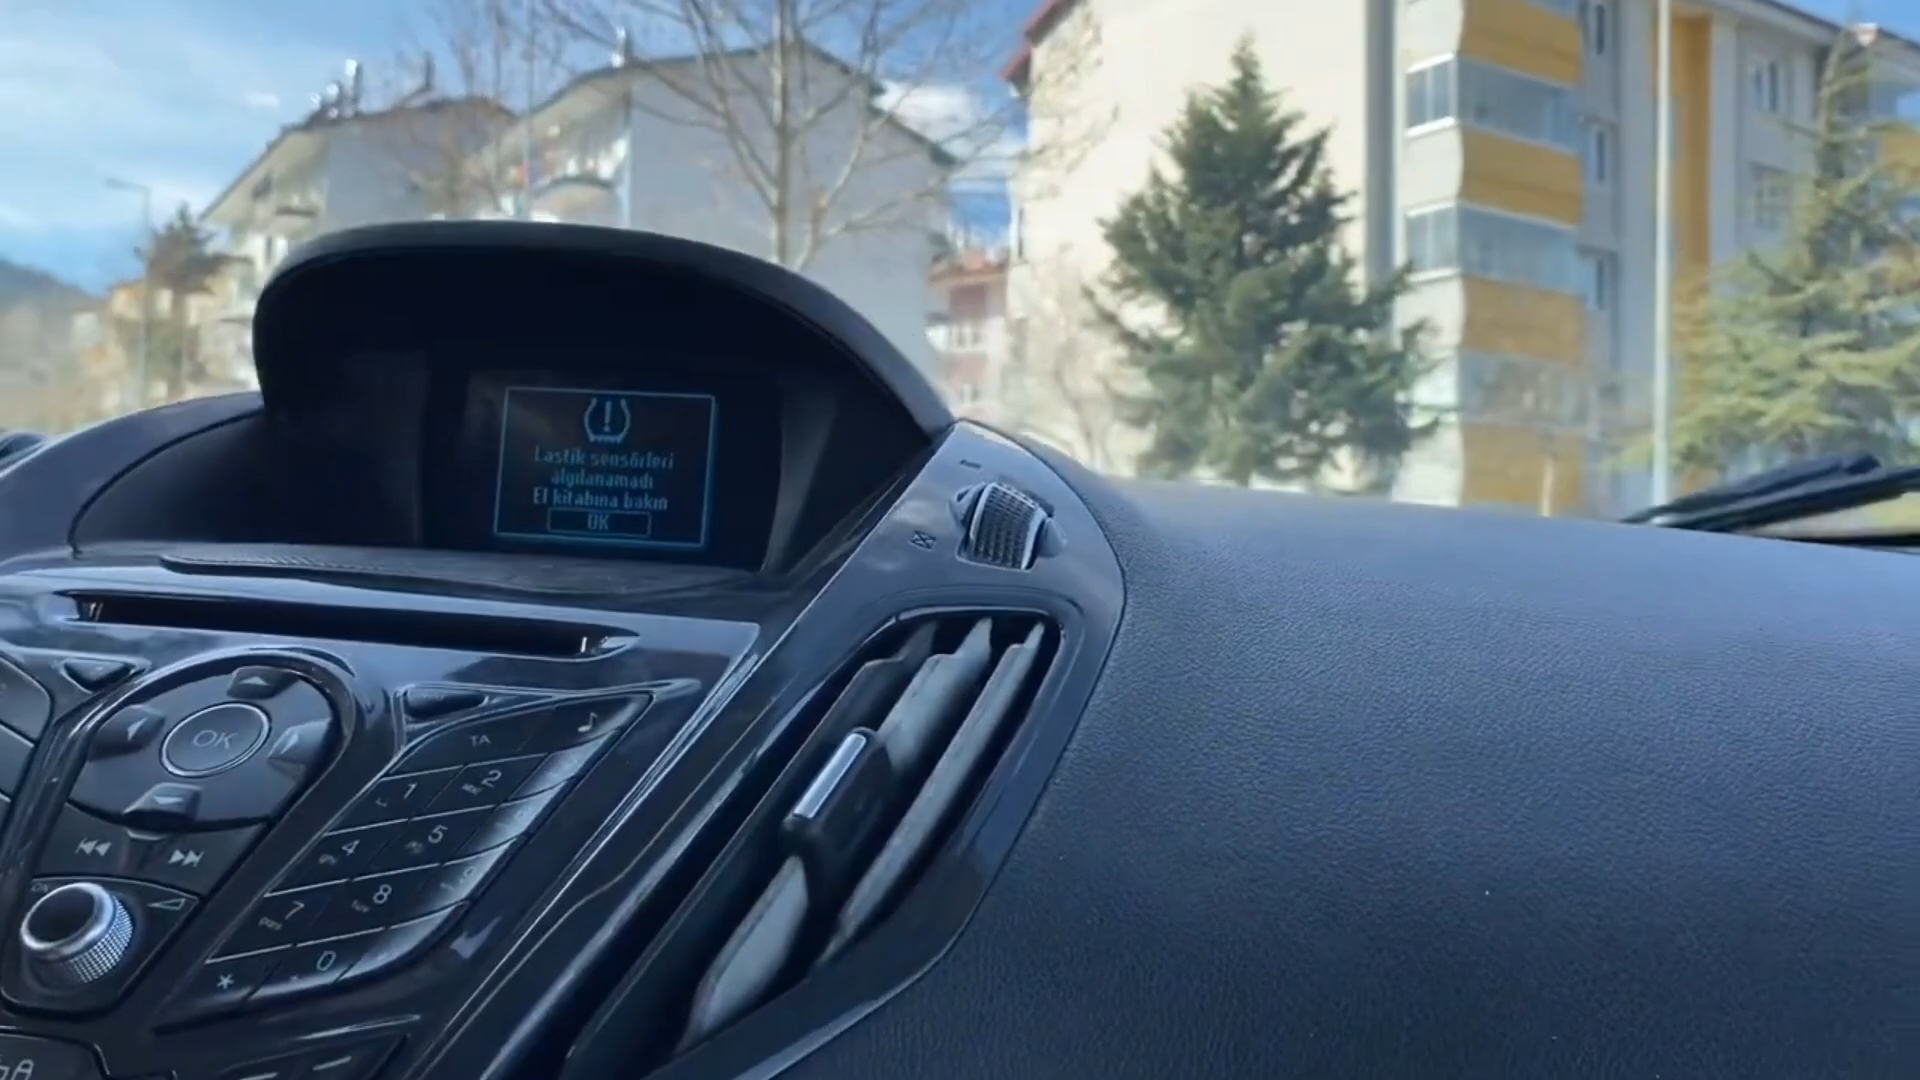 Lastik sensörleri
algılanamadı
El kitabına bakın
OK
OK
TA
1
2
4
5
7
8
*
0